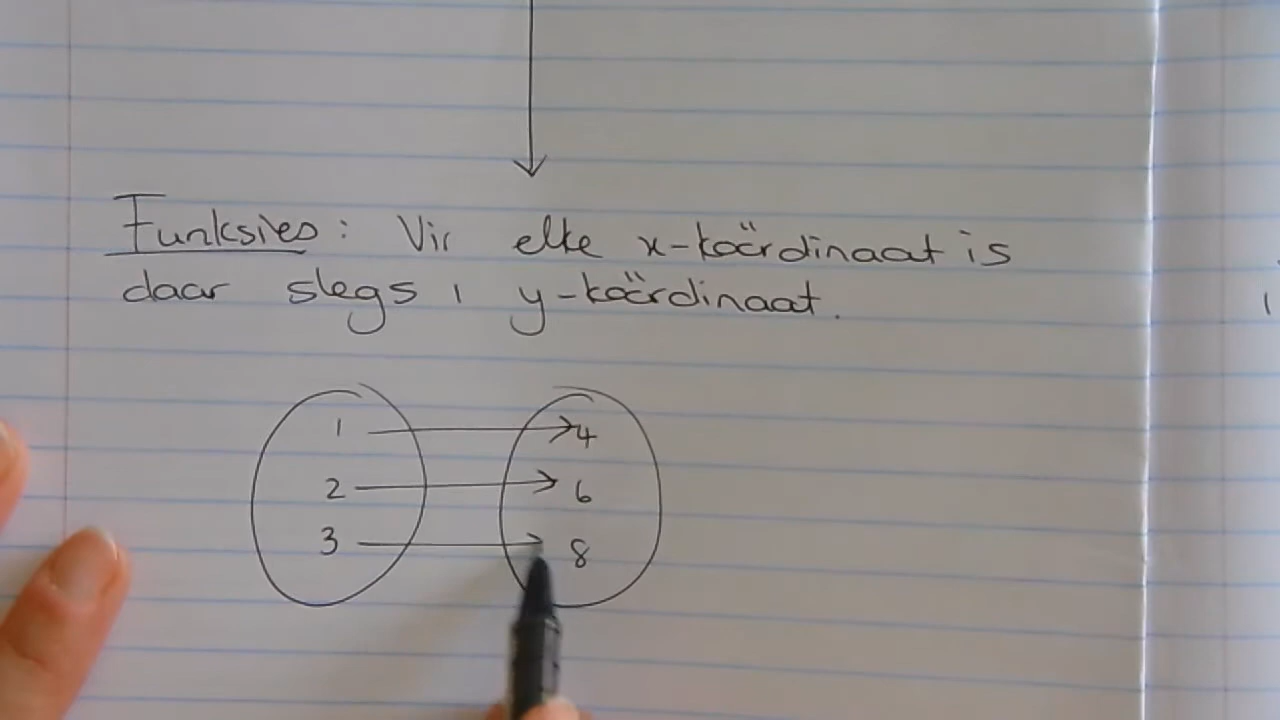 Funksies: Vir elke x-koördinaat is
daar slegs 1 y-koördinaat.
1 4
2 6
3 8